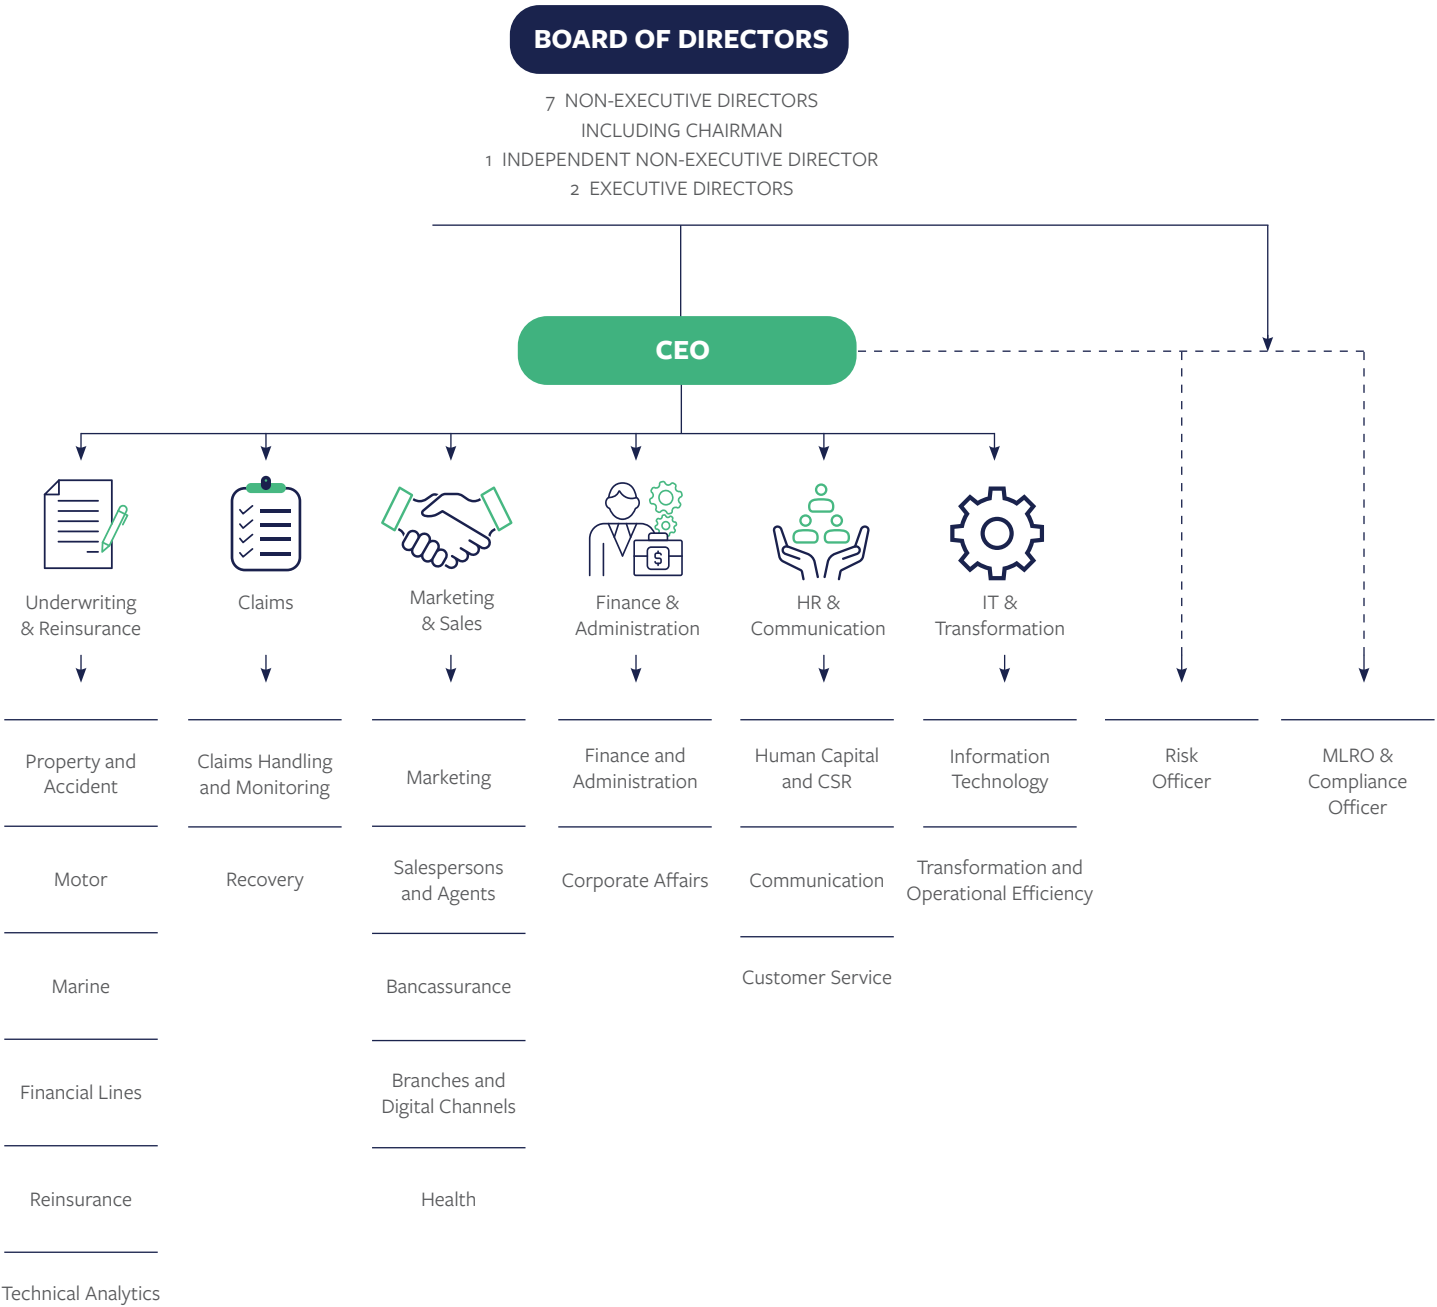 BOARD OF DIRECTORS
7 NON-EXECUTIVE DIRECTORS
INCLUDING CHAIRMAN
1 INDEPENDENT NON-EXECUTIVE DIRECTOR
2 EXECUTIVE DIRECTORS
CEO
$
Underwriting
& Reinsurance
Claims
Marketing
& Sales
Finance &
Administration
HR &
Communication
IT &
Transformation
Property and
Accident
Motor
Marine
Financial Lines
Reinsurance
Technical Analytics
Claims Handling
and Monitoring
Recovery
Marketing
Salespersons
and Agents
Bancassurance
Branches and
Digital Channels
Health
Finance and
Administration
Corporate Affairs
Human Capital
and CSR
Communication
Customer Service
Information
Technology
Transformation and
Operational Efficiency
Risk
Officer
MLRO &
Compliance
Officer